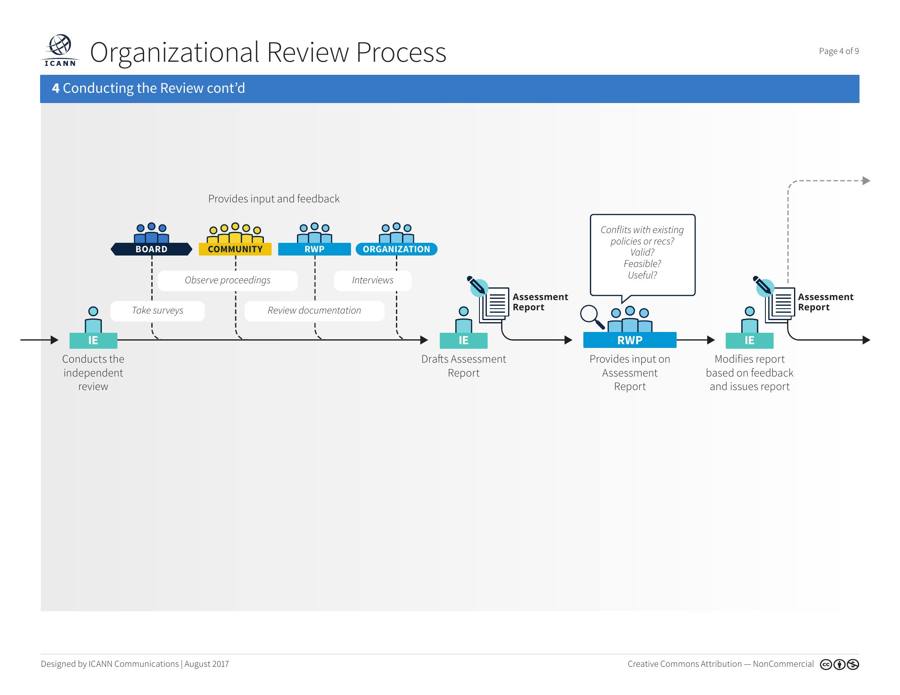 ICANN
Organizational Review Process
Page 4 of 9
4 Conducting the Review cont’d
Provides input and feedback
BOARD
COMMUNITY
RWP
ORGANIZATION
Observe proceedings
Interviews
Take surveys
Review documentation
IE
Conducts the
independent
review
Assessment
Report
IE
Drafts Assessment
Report
Conflits with existing
policies or recs?
Valid?
Feasible?
Useful?
RWP
Provides input on
Assessment
Report
Assessment
Report
IE
Modifies report
based on feedback
and issues report
Designed by ICANN Communications | August 2017
Creative Commons Attribution — NonCommercial